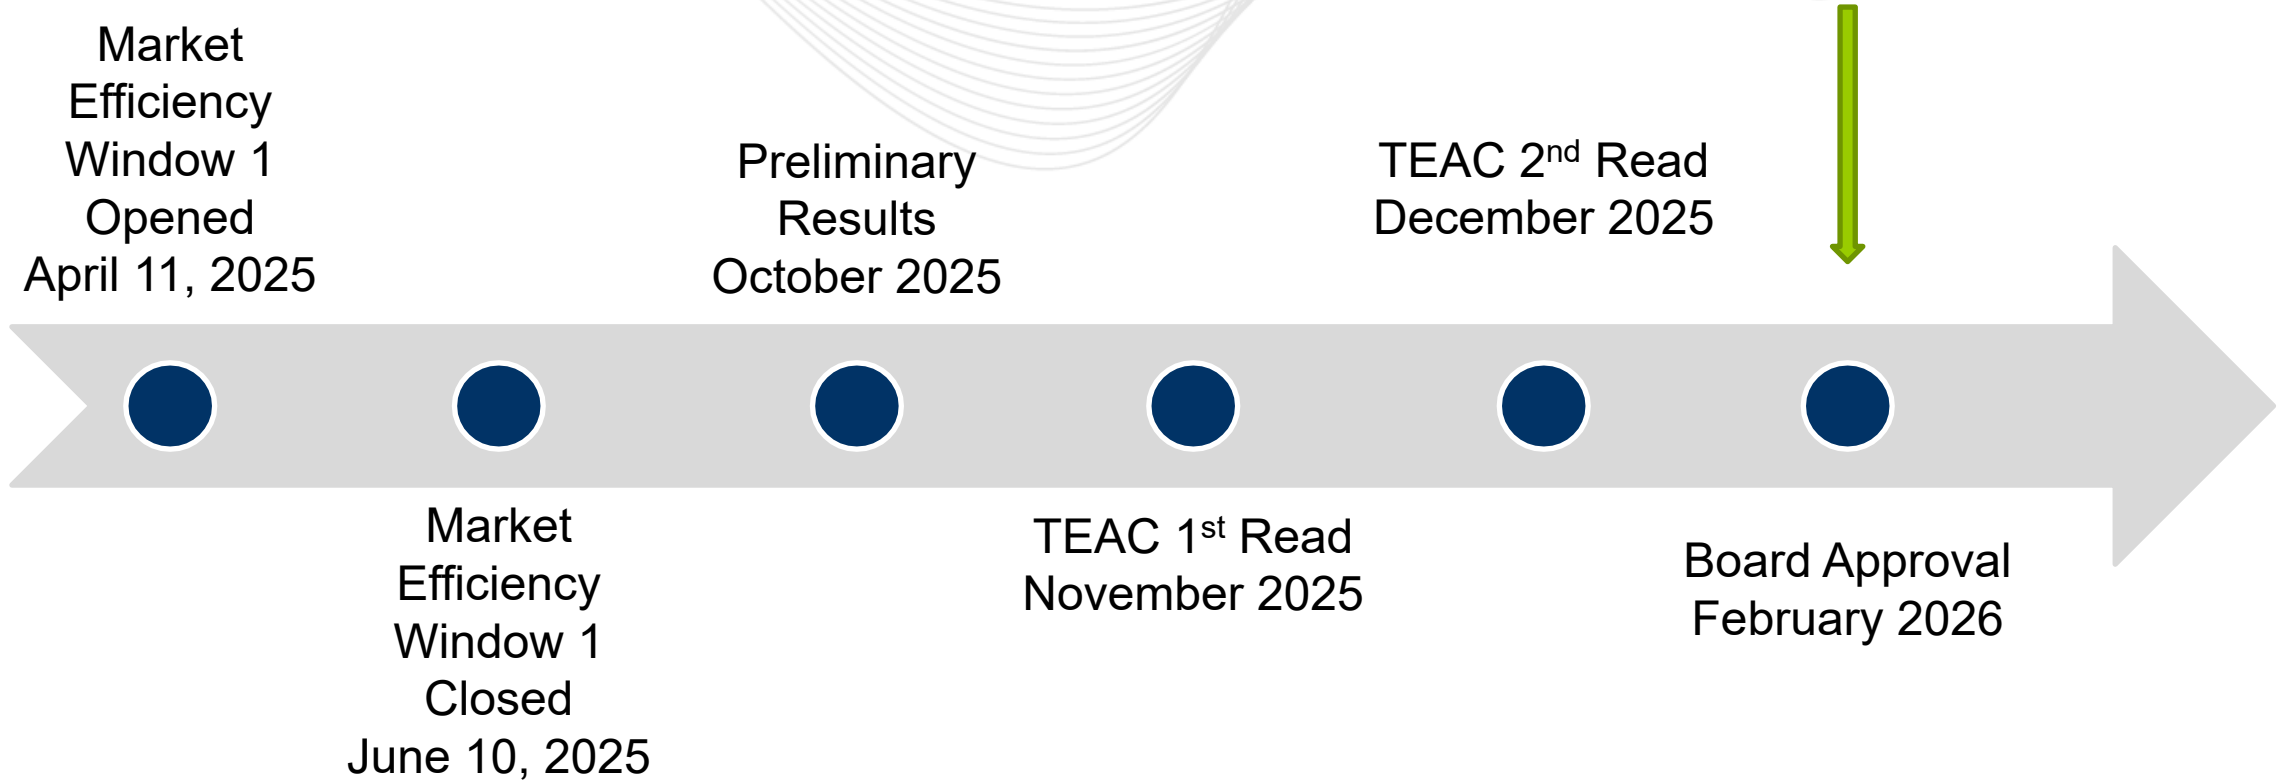 Market
Efficiency
Window 1
Opened
April 11, 2025
Market
Efficiency
Window 1
Closed
June 10, 2025
Preliminary
Results
October 2025
TEAC 1st Read
November 2025
TEAC 2nd Read
December 2025
Board Approval
February 2026